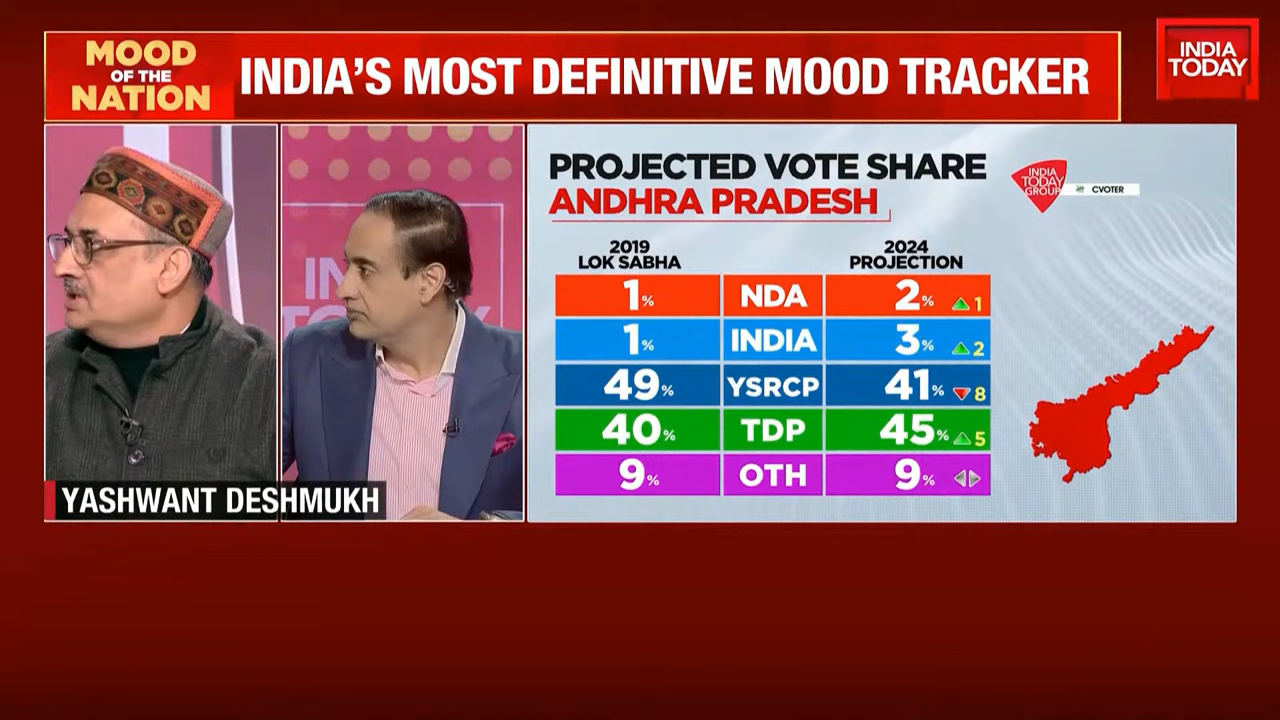 MOOD
OF THE
NATION
INDIA'S MOST DEFINITIVE MOOD TRACKER
INDIA
TODAY
IN
YASHWANT DESHMUKH
PROJECTED VOTE SHARE
ANDHRA PRADESH
INDIA
TODAY
GROUP
CVOTER
2019
LOK SABHA
2024
PROJECTION
1% NDA 2% 1
1% INDIA 3% 2
49% YSRCP 41% 8
40% TDP 45% 5
9% OTH 9%